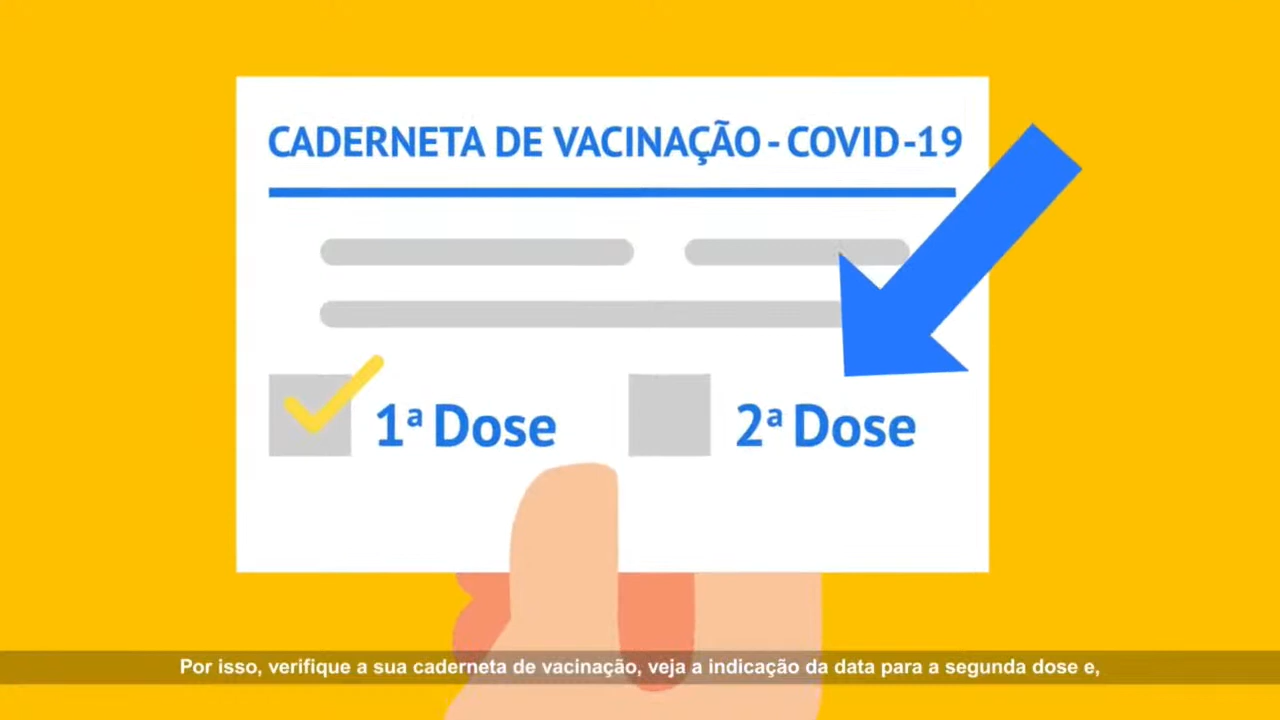 CADERNETA DE VACINAÇÃO - COVID-19
1ª Dose 2ª Dose
Por isso, verifique a sua caderneta de vacinação, veja a indicação da data para a segunda dose e,